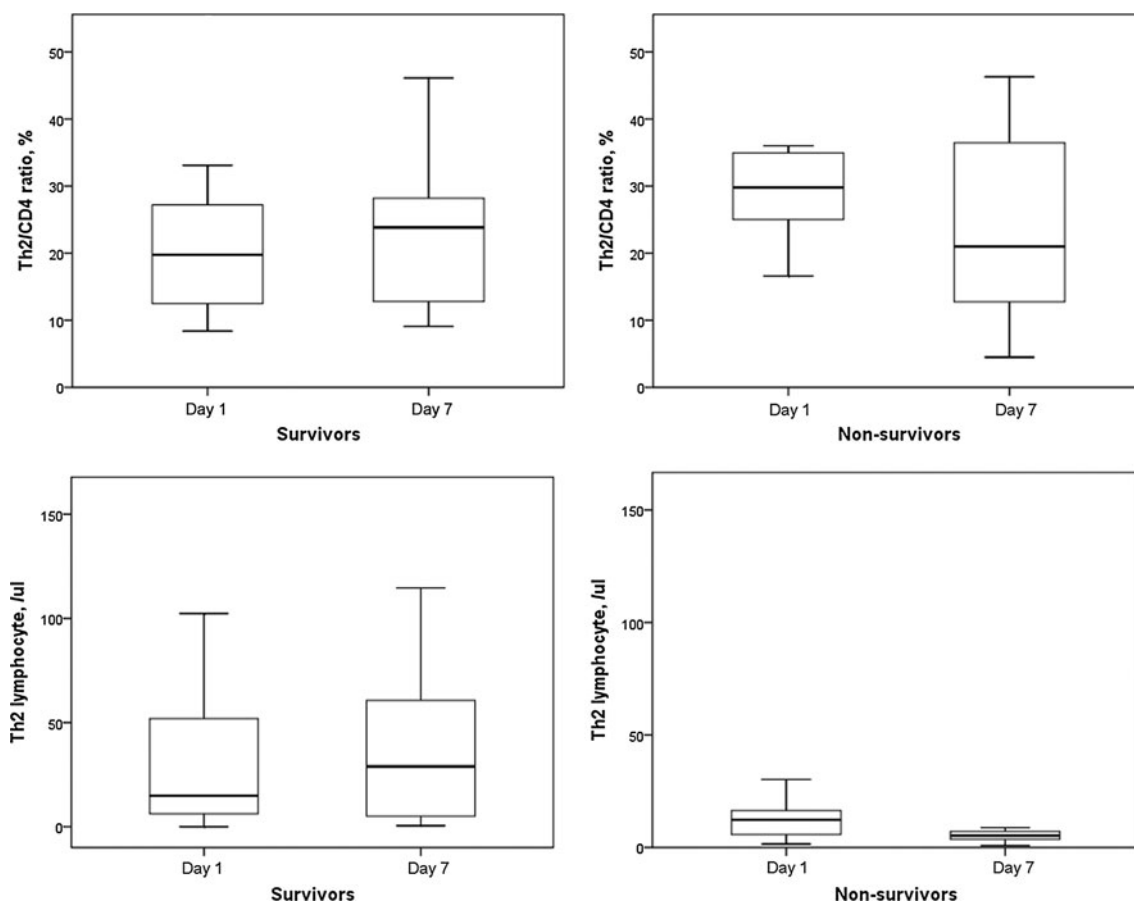 Th2/CD4 ratio, %
50
40
30
20
10
0
Day 1
Day 7
Survivors
Th2/CD4 ratio, %
50
40
30
20
10
0
Day 1
Day 7
Non-survivors
Th2 lymphocyte, /ul
150
100
50
0
Day 1
Day 7
Survivors
Th2 lymphocyte, /ul
150
100
50
0
Day 1
Day 7
Non-survivors